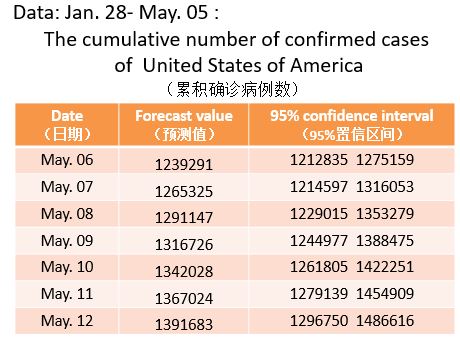 Data: Jan. 28- May. 05 :
The cumulative number of confirmed cases
of United States of America
（累积确诊病例数）
Date Forecast value 95% confidence interval
（日期） （预测值） （95%置信区间）
May. 06 1239291 1212835 1275159
May. 07 1265325 1214597 1316053
May. 08 1291147 1229015 1353279
May. 09 1316726 1244977 1388475
May. 10 1342028 1261805 1422251
May. 11 1367024 1279139 1454909
May. 12 1391683 1296750 1486616